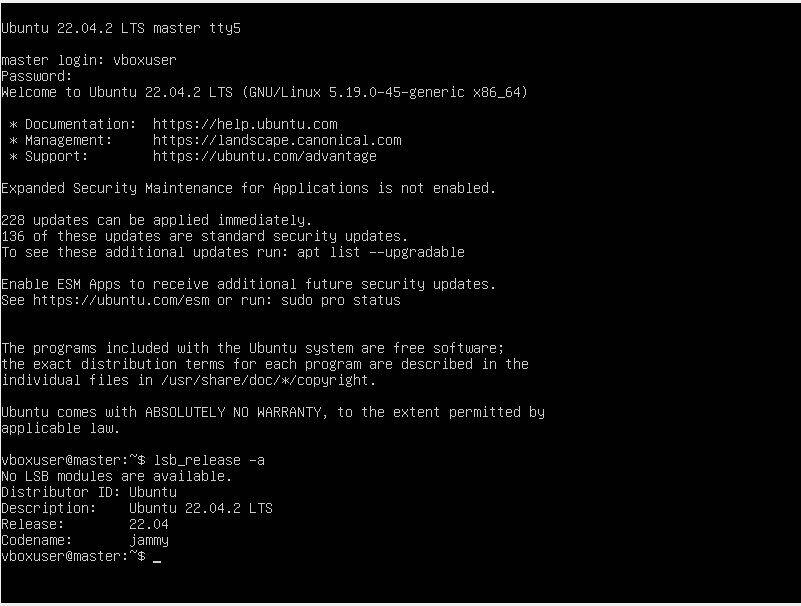 Ubuntu 22.04.2 LTS master tty5
master login: vboxuser
Password:
Welcome to Ubuntu 22.04.2 LTS (GNU/Linux 5.19.0-45-generic x86_64)
* Documentation:  https://help.ubuntu.com
* Management:     https://landscape.canonical.com
* Support:        https://ubuntu.com/advantage
Expanded Security Maintenance for Applications is not enabled.
228 updates can be applied immediately.
136 of these updates are standard security updates.
To see these additional updates run: apt list --upgradable
Enable ESM Apps to receive additional future security updates.
See https://ubuntu.com/esm or run: sudo pro status
The programs included with the Ubuntu system are free software;
the exact distribution terms for each program are described in the
individual files in /usr/share/doc/*/copyright.
Ubuntu comes with ABSOLUTELY NO WARRANTY, to the extent permitted by
applicable law.
vboxuser@master:~$ lsb_release -a
No LSB modules are available.
Distributor ID: Ubuntu
Description:    Ubuntu 22.04.2 LTS
Release:        22.04
Codename:       jammy
vboxuser@master:~$ _